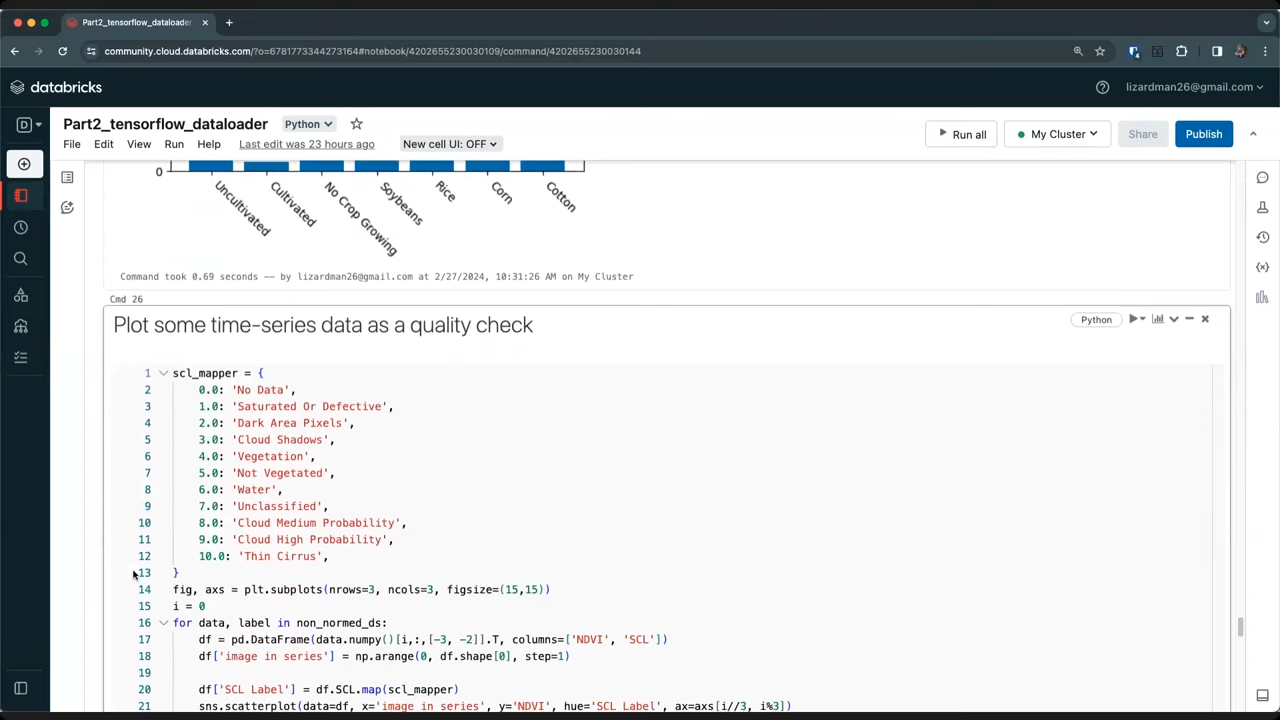 Part2_tensorflow_dataloader
community.cloud.databricks.com/?o=6781773344273164#notebook/4202655230030109/command/4202655230030144
databricks
lizardman26@gmail.com
D
Part2_tensorflow_dataloader
Python
File
Edit
View
Run
Help
Last edit was 23 hours ago
New cell UI: OFF
Run all
My Cluster
Share
Publish
0
Uncultivated
Cultivated
No Crop Growing
Soybeans
Rice
Corn
Cotton
Command took 0.69 seconds -- by lizardman26@gmail.com at 2/27/2024, 10:31:26 AM on My Cluster
Cmd 26
Plot some time-series data as a quality check
Python
1 scl_mapper = {
2 0.0: 'No Data',
3 1.0: 'Saturated Or Defective',
4 2.0: 'Dark Area Pixels',
5 3.0: 'Cloud Shadows',
6 4.0: 'Vegetation',
7 5.0: 'Not Vegetated',
8 6.0: 'Water',
9 7.0: 'Unclassified',
10 8.0: 'Cloud Medium Probability',
11 9.0: 'Cloud High Probability',
12 10.0: 'Thin Cirrus',
13 }
14 fig, axs = plt.subplots(nrows=3, ncols=3, figsize=(15,15))
15 i = 0
16 for data, label in non_normed_ds:
17 df = pd.DataFrame(data.numpy()[i,:,[-3, -2]].T, columns=['NDVI', 'SCL'])
18 df['image in series'] = np.arange(0, df.shape[0], step=1)
19
20 df['SCL Label'] = df.SCL.map(scl_mapper)
21 sns.scatterplot(data=df, x='image in series', y='NDVI', hue='SCL Label', ax=axs[i//3, i%3])